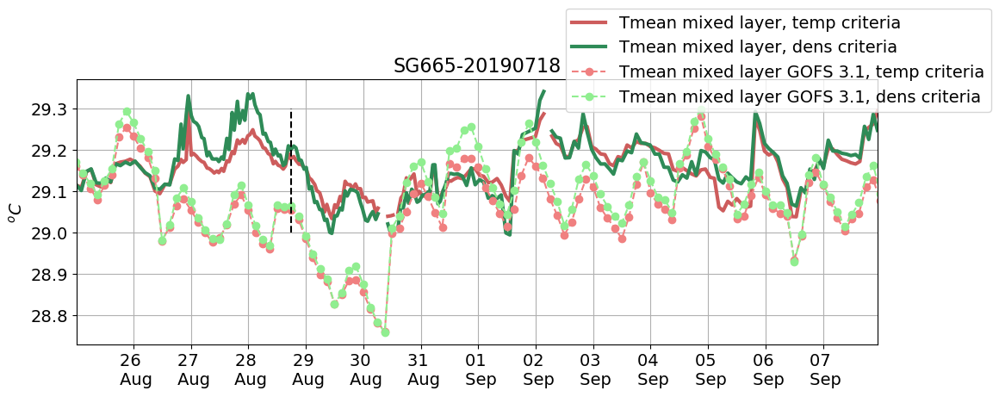 Tmean mixed layer, temp criteria
Tmean mixed layer, dens criteria
Tmean mixed layer GOFS 3.1, temp criteria
Tmean mixed layer GOFS 3.1, dens criteria
SG665-20190718
29.3
29.2
29.1
29.0
28.9
28.8
°C
26 27 28 29 30 31 01 02 03 04 05 06 07
Aug Aug Aug Aug Aug Aug Sep Sep Sep Sep Sep Sep Sep